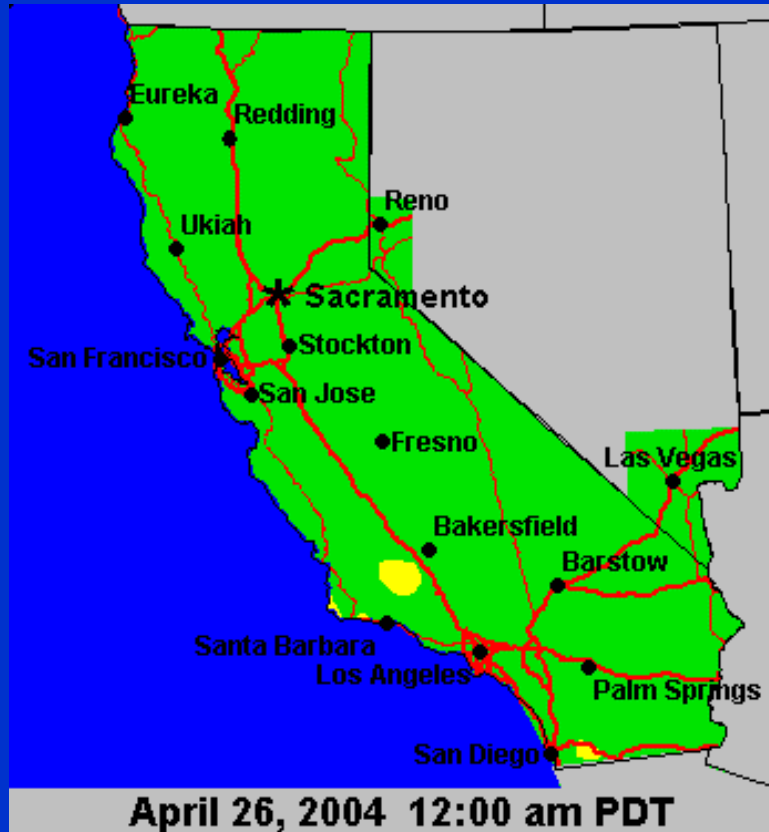 Eureka
Redding
Reno
Ukiah
Sacramento
San Francisco
Stockton
San Jose
Fresno
Las Vegas
Bakersfield
Barstow
Santa Barbara
Los Angeles
Palm Springs
San Diego
April 26, 2004 12:00 am PDT